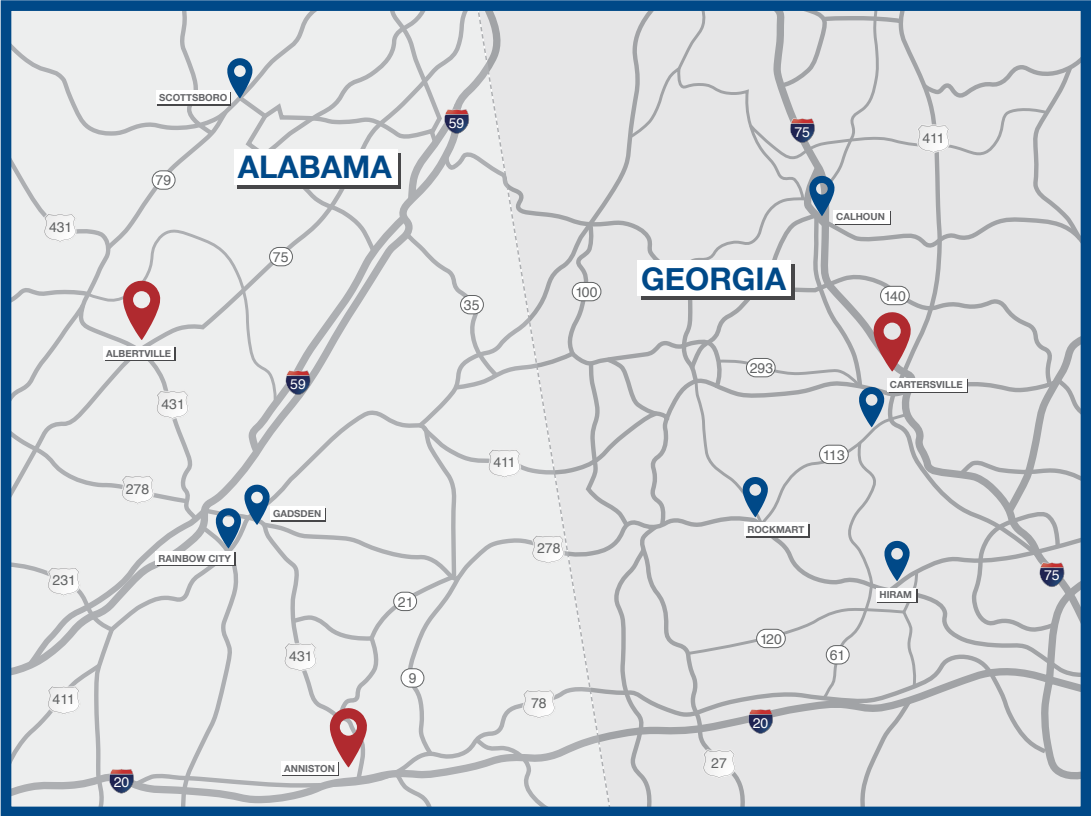 SCOTTSBORO
59
75
411
ALABAMA
79
431
CALHOUN
75
GEORGIA
100
140
35
ALBERTVILLE
293
CARTERSVILLE
59
431
113
411
278
GADSDEN
ROCKMART
RAINBOW CITY
278
231
75
HIRAM
21
120
431
61
9
411
78
20
27
ANNISTON
20